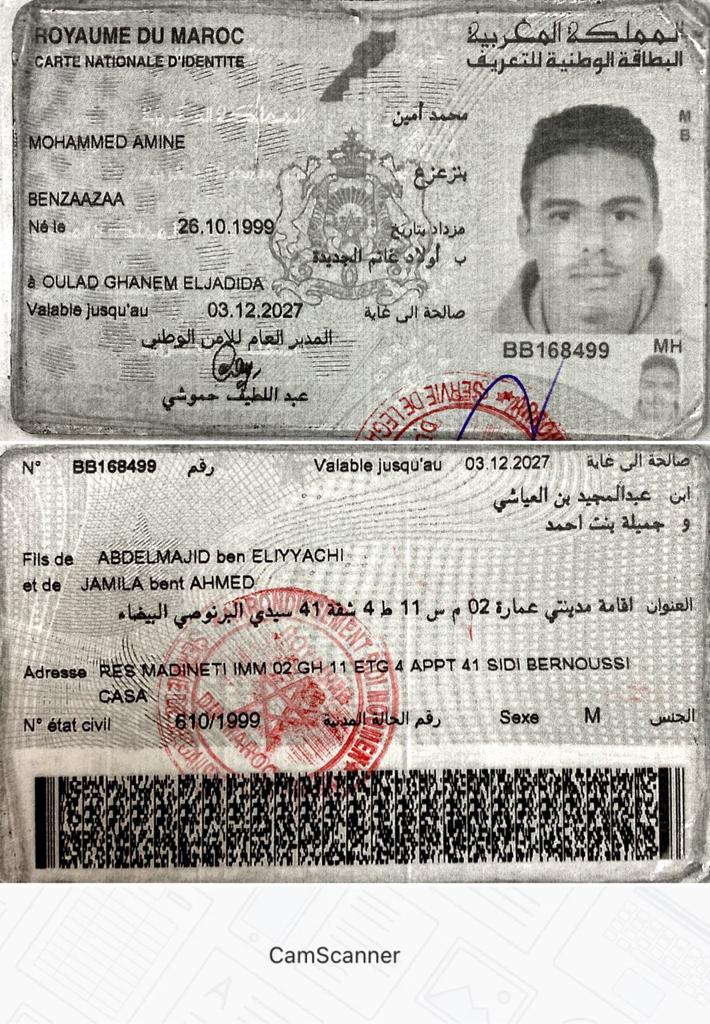 ROYAUME DU MAROC
المملكة المغربية
CARTE NATIONALE D'IDENTITE
البطاقة الوطنية للتعريف
محمد أمين
MOHAMMED AMINE
بنزعزع
BENZAAZAA
Né le 26.10.1999 مزداد بتاريخ
ب أولاد غانم الجديدة
à OULAD GHANEM ELJADIDA
Valable jusqu'au 03.12.2027 صالحة الى غاية
المدير العام للأمن الوطني
عبد اللطيف حموشي
M
B
BB168499
MH
SERVIE DE
N° BB168499 رقم
Valable jusqu'au 03.12.2027 صالحة الى غاية
ابن عبدالمجيد بن العياشي
و جميلة بنت احمد
Fils de ABDELMAJID ben ELIYYACHI
et de JAMILA bent AHMED
العنوان اقامة مدينتي عمارة 02 م س 11 ط 4 شقة 41 سيدي البرنوصي البيضاء
Adresse RES MADINETI IMM 02 GH 11 ETG 4 APPT 41 SIDI BERNOUSSI
CASA
N° état civil 610/1999 رقم الحالة المدنية
Sexe M الجنس
CamScanner